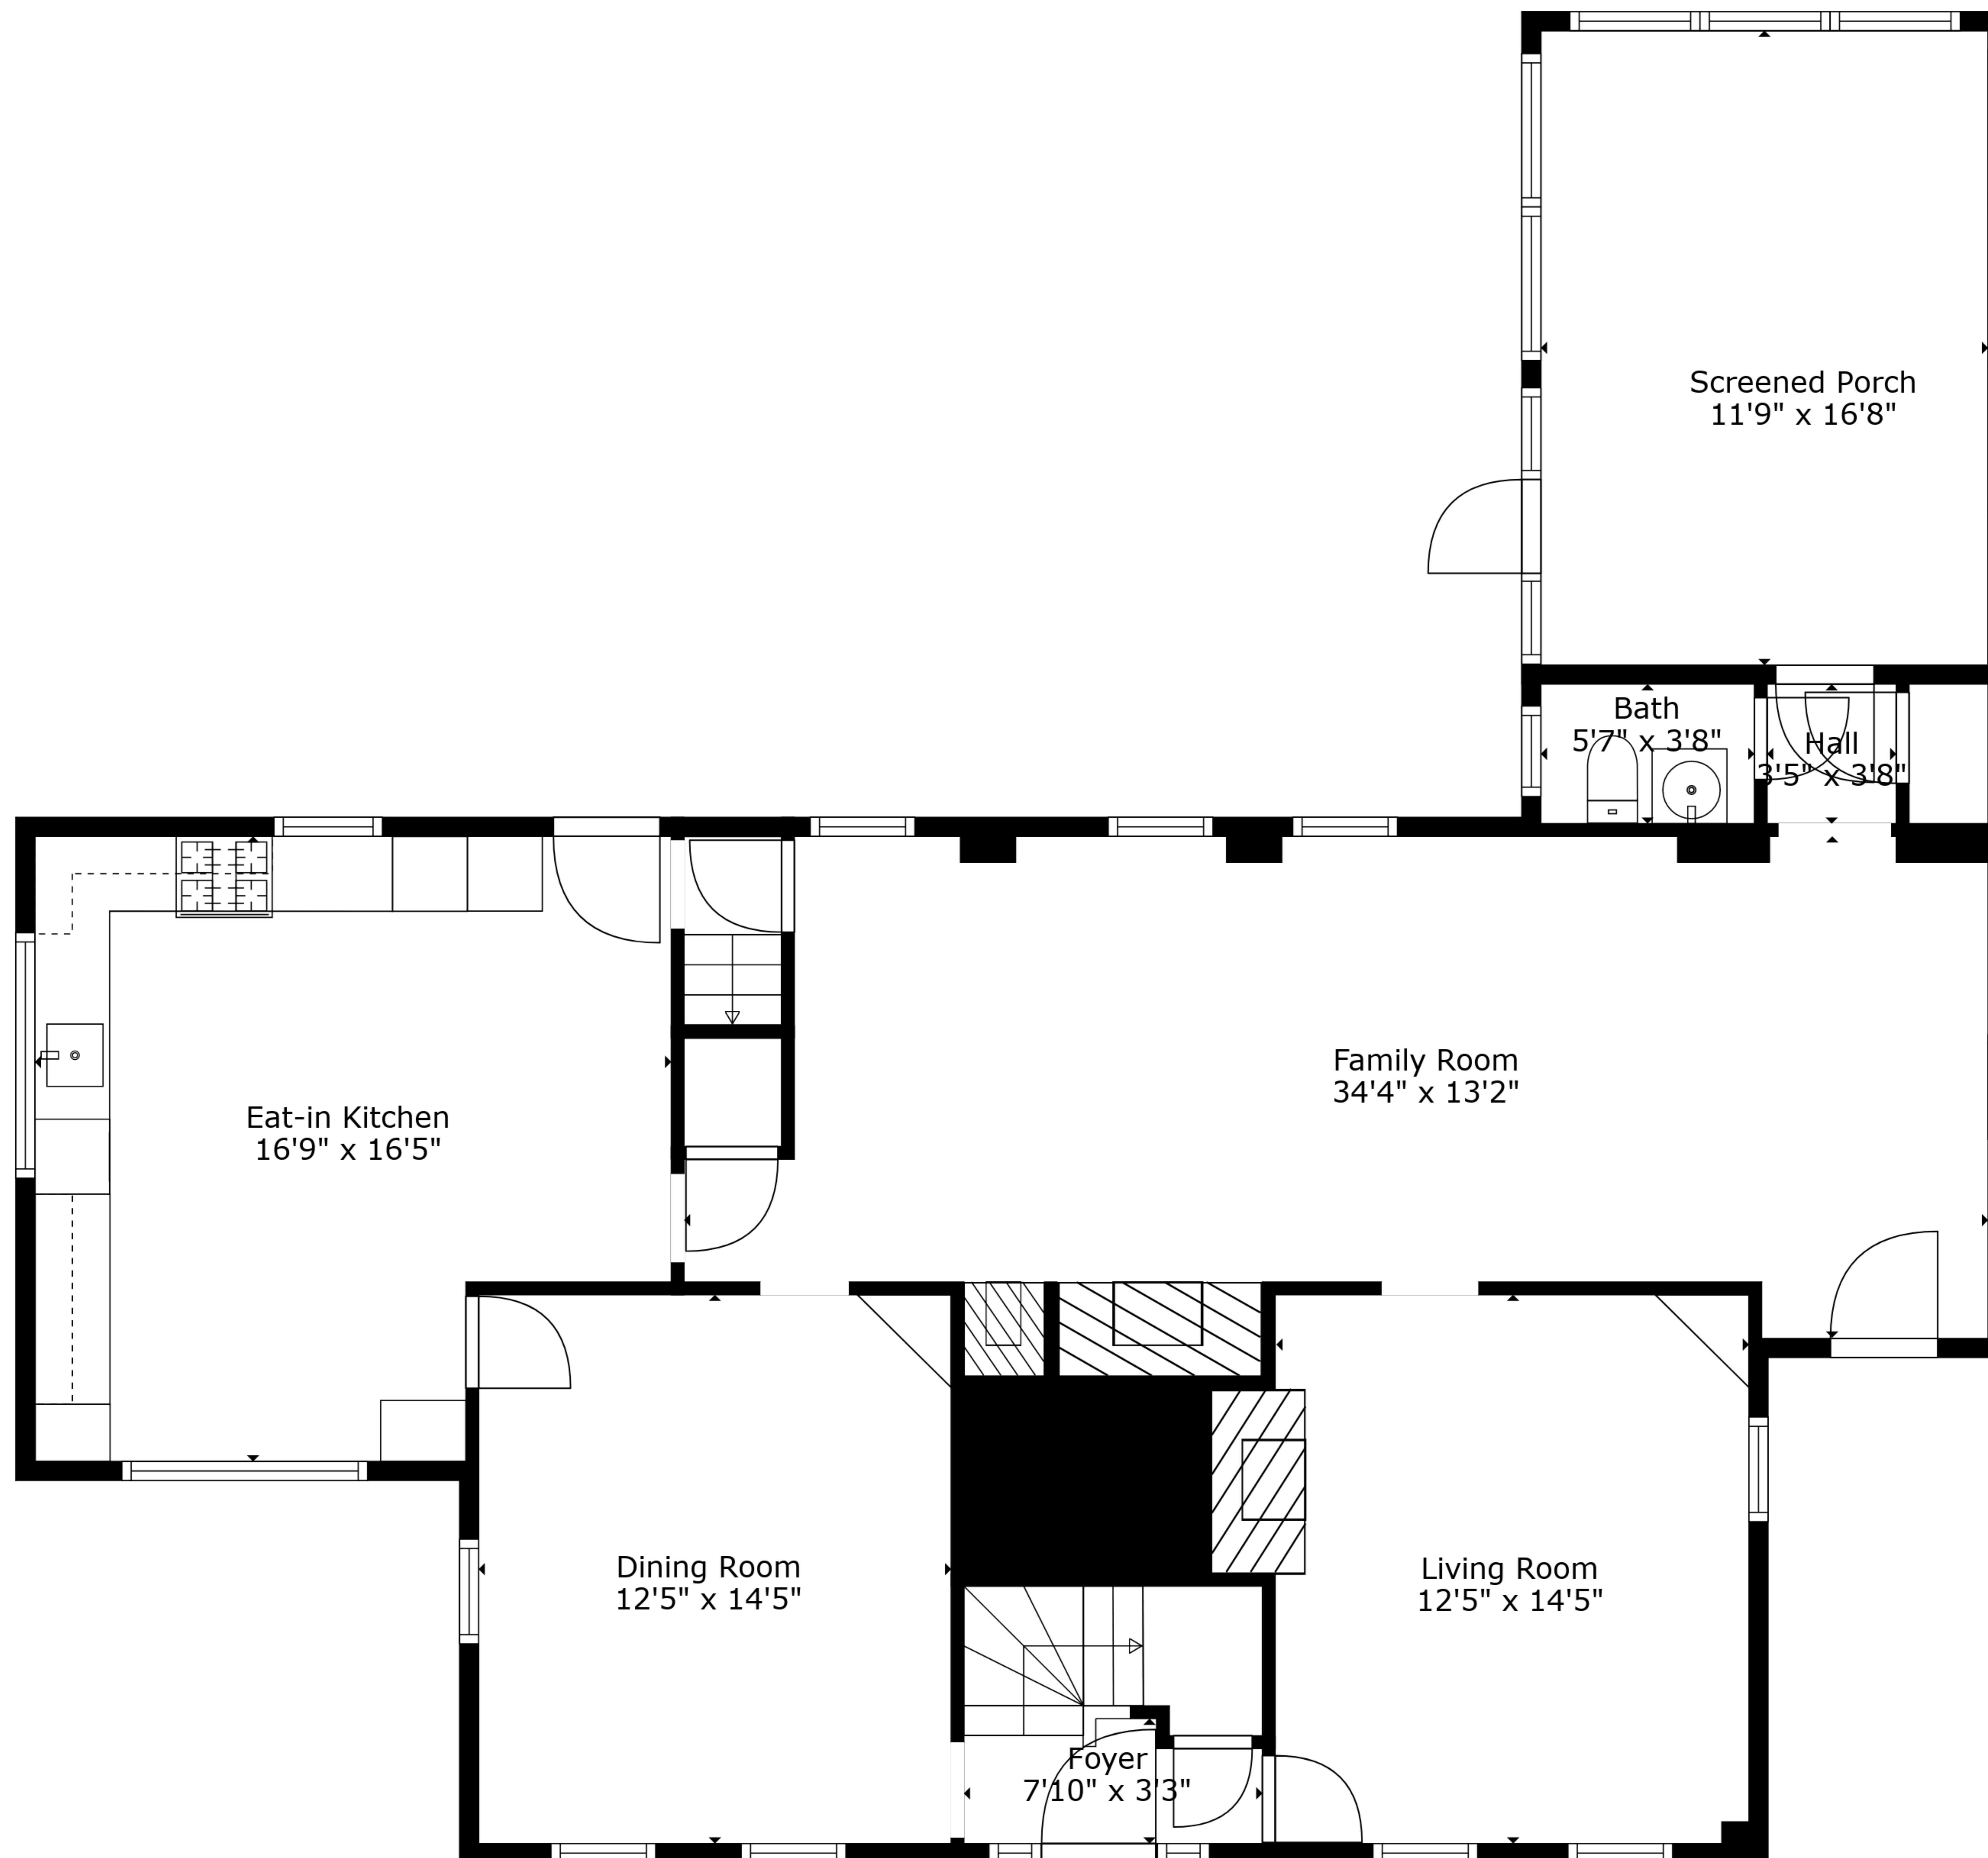 Screened Porch
11'9" x 16'8"
Bath
5'7" x 3'8"
Hall
3'5" x 3'8"
Family Room
34'4" x 13'2"
Eat-in Kitchen
16'9" x 16'5"
Dining Room
12'5" x 14'5"
Living Room
12'5" x 14'5"
Foyer
7'10" x 3'3"